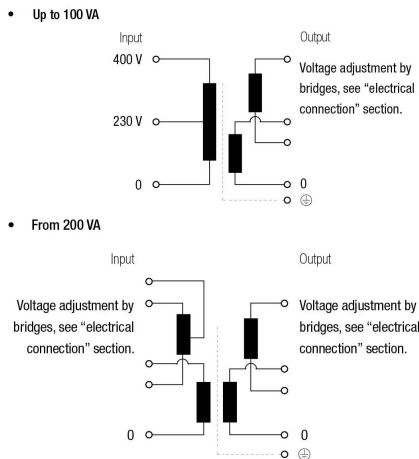 • Up to 100 VA
Input
Output
400 V
230 V
0
Voltage adjustment by
bridges, see “electrical
connection” section.
0
• From 200 VA
Input
Output
Voltage adjustment by
bridges, see “electrical
connection” section.
0
Voltage adjustment by
bridges, see “electrical
connection” section.
0